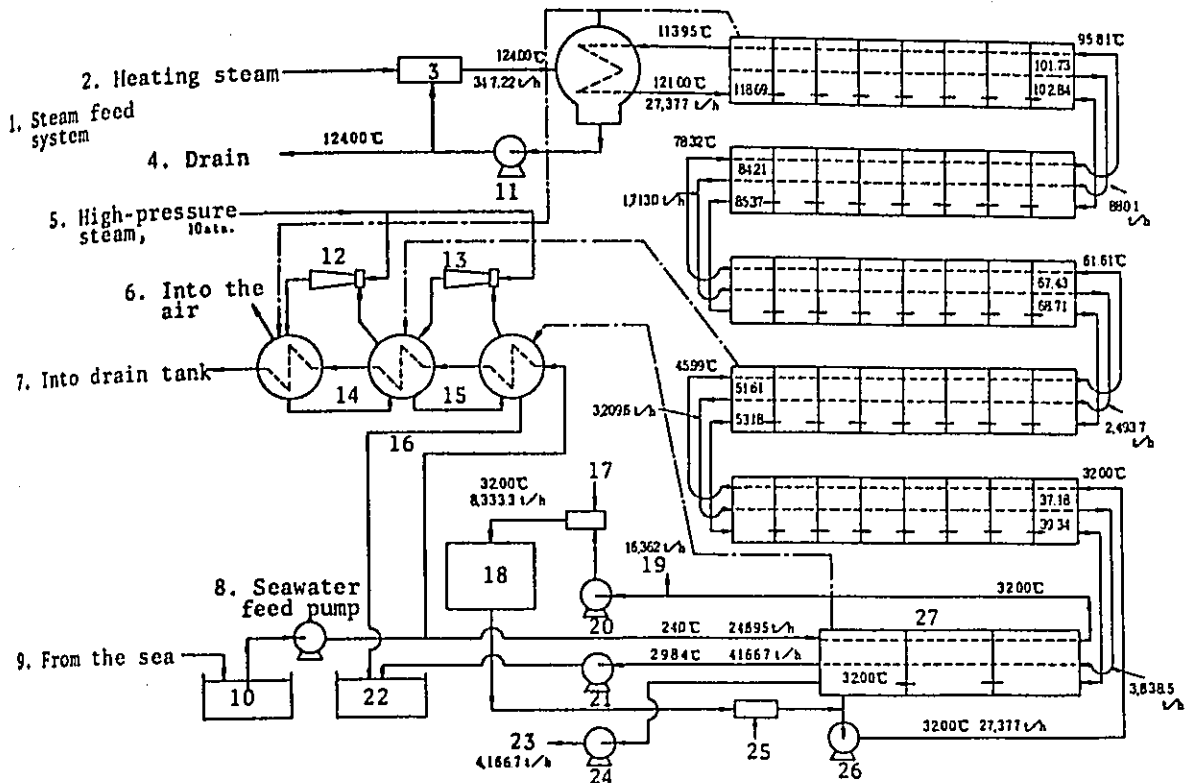 2. Heating steam
1. Steam feed
system
3
124.00℃
347.22 t/h
113.95℃
121.00℃
27,377 t/h
95.81℃
101.73
102.84
118.69
4. Drain
124.00℃
11
5. High-pressure
steam, 10 ata.
12
13
6. Into the
air
7. Into drain tank
14
15
16
78.32℃
84.21
85.37
1,713.0 t/h
880.1
t/h
61.61℃
67.43
68.71
45.99℃
51.61
53.18
3,209.6 t/h
2,493.7
t/h
32.00℃
37.18
39.34
32.00℃
8,333.3 t/h
17
18
16,362 t/h
19
20
32.00℃
27
8. Seawater
feed pump
9. From the sea
10
22
24.0℃ 24,695 t/h
29.84℃ 4,166.7 t/h
21
32.00℃
3,838.5
t/h
23
4,166.7 t/h
24
25
32.00℃ 27,377 t/h
26